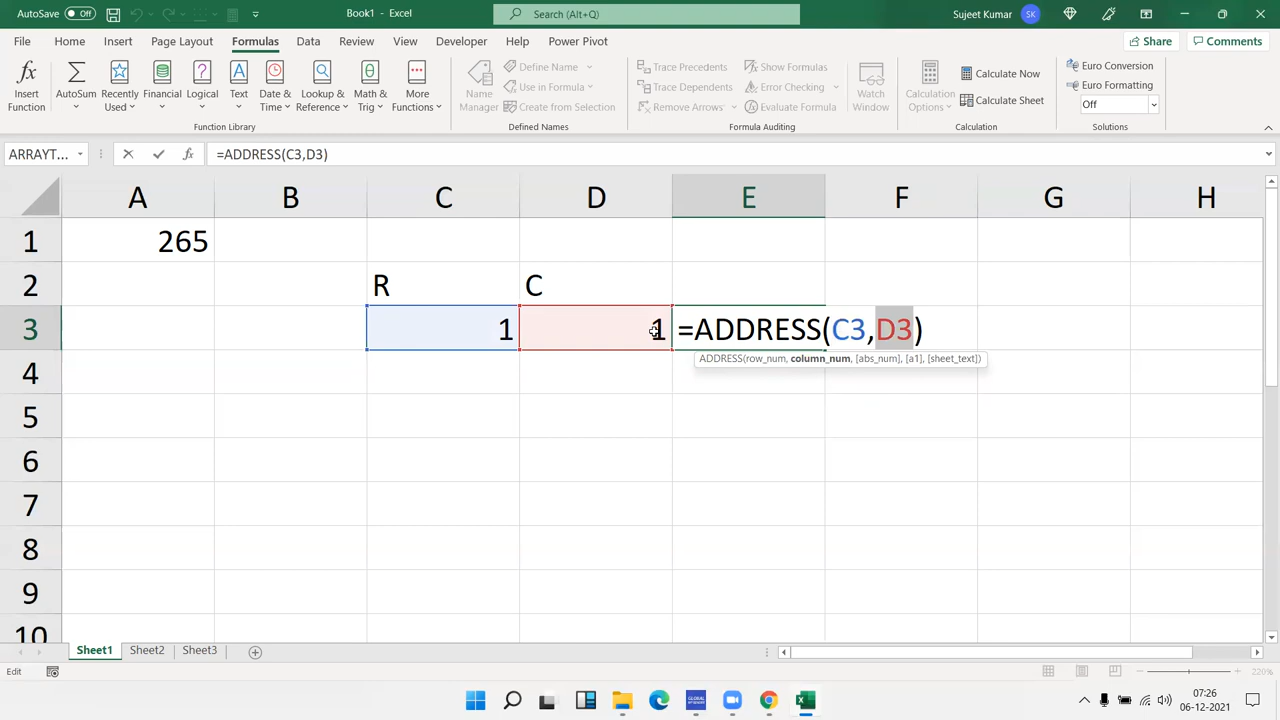 AutoSave Off Book1 - Excel Search (Alt+Q) Sujeet Kumar SK
File Home Insert Page Layout Formulas Data Review View Developer Help Power Pivot Share Comments
Insert Function
AutoSum
Recently Used
Financial
Logical
Text
Date & Time
Lookup & Reference
Math & Trig
More Functions
Function Library
Name Manager
Define Name
Use in Formula
Create from Selection
Defined Names
Trace Precedents
Trace Dependents
Remove Arrows
Show Formulas
Error Checking
Evaluate Formula
Watch Window
Formula Auditing
Calculation Options
Calculate Now
Calculate Sheet
Calculation
Euro Conversion
Euro Formatting
Off
Solutions
ARRAYT... fx =ADDRESS(C3,D3)
A B C D E F G H
1 265
2 R C
3 1 1 =ADDRESS(C3,D3)
ADDRESS(row_num, column_num, [abs_num], [a1], [sheet_text])
4
5
6
7
8
9
10
Sheet1 Sheet2 Sheet3
Edit 220%
GLOBAL
07:26
06-12-2021